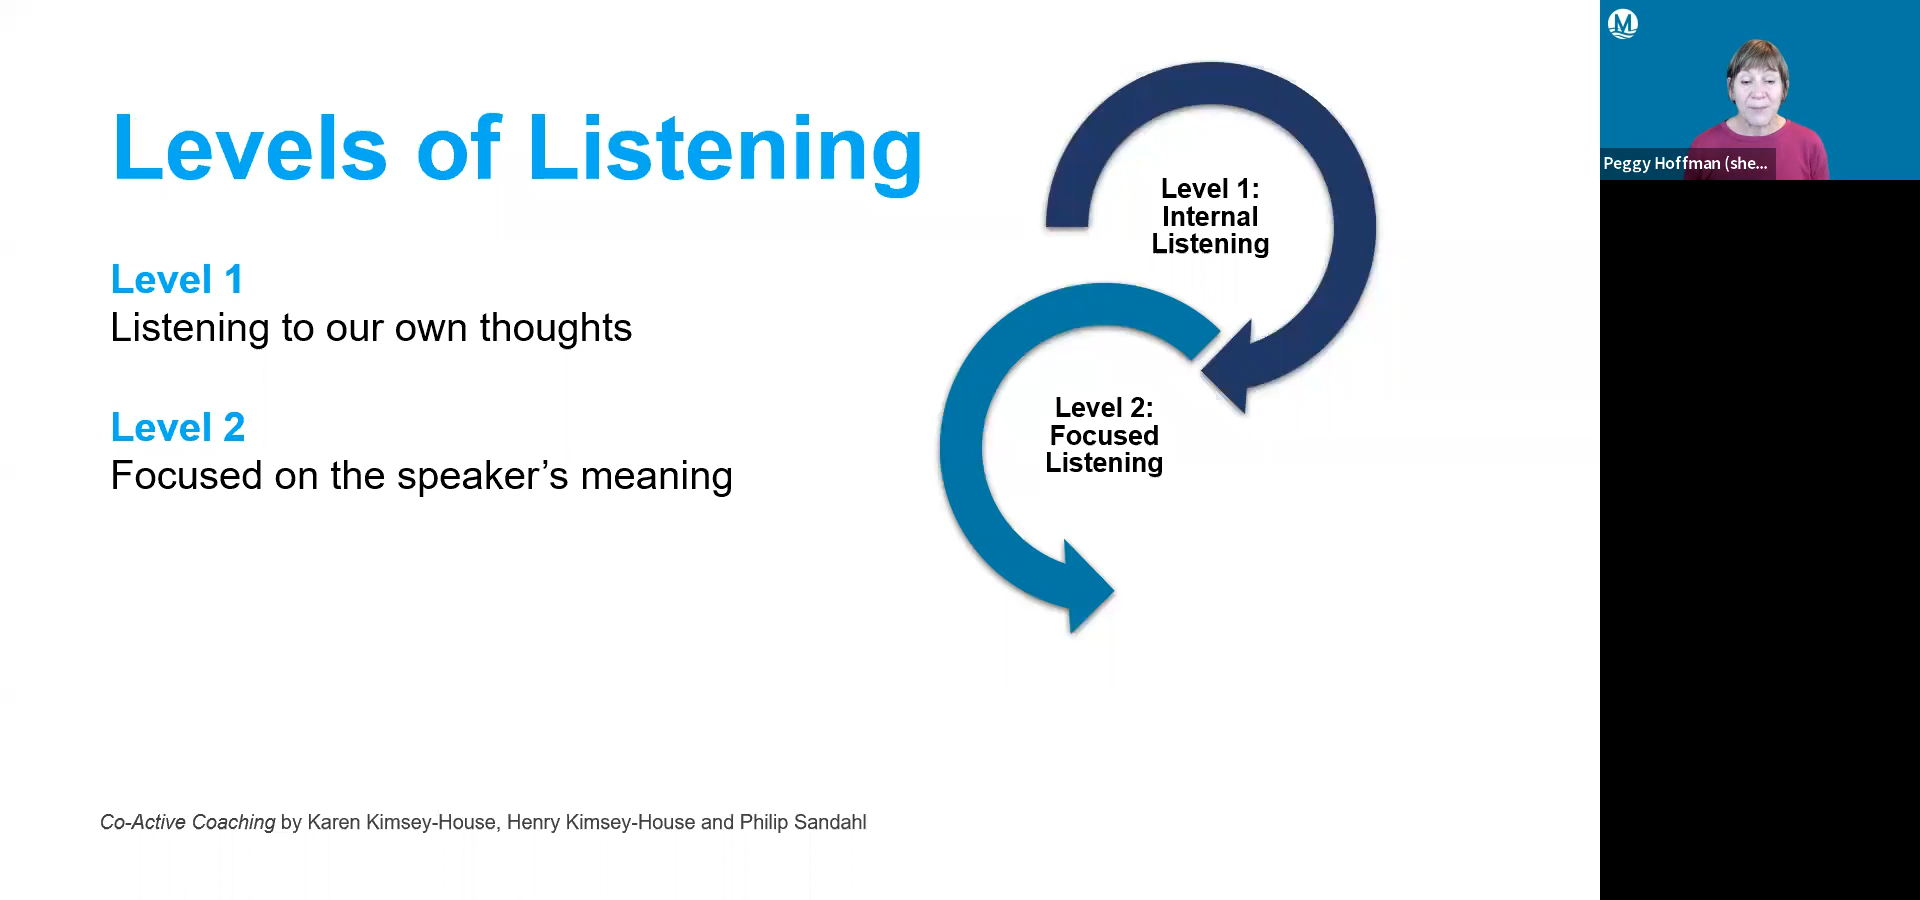 Levels of Listening
Level 1
Listening to our own thoughts
Level 2
Focused on the speaker’s meaning
Level 1:
Internal
Listening
Level 2:
Focused
Listening
Co-Active Coaching by Karen Kimsey-House, Henry Kimsey-House and Philip Sandahl
M
Peggy Hoffman (she...